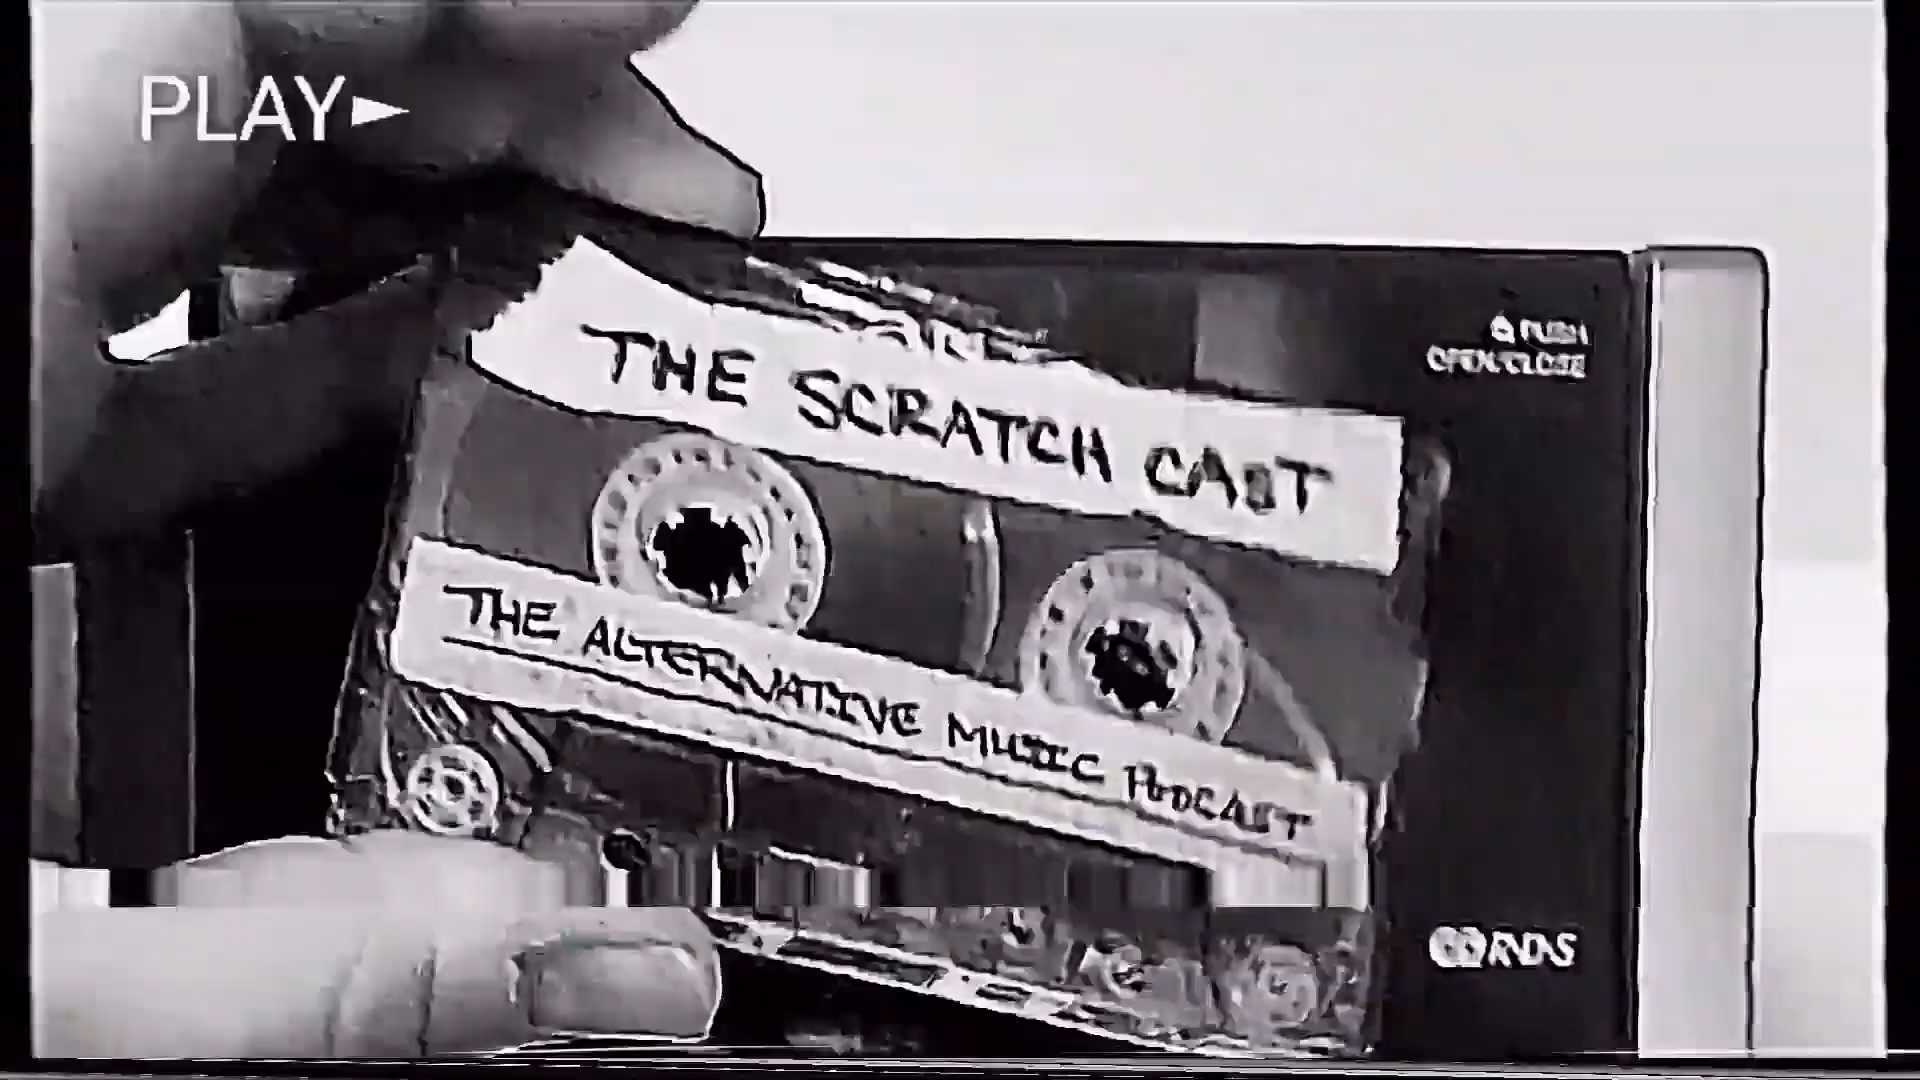 PLAY
PUSH
OPEN/CLOSE
THE SCRATCH CAST
THE ALTERNATIVE MUSIC PODCAST
RDS